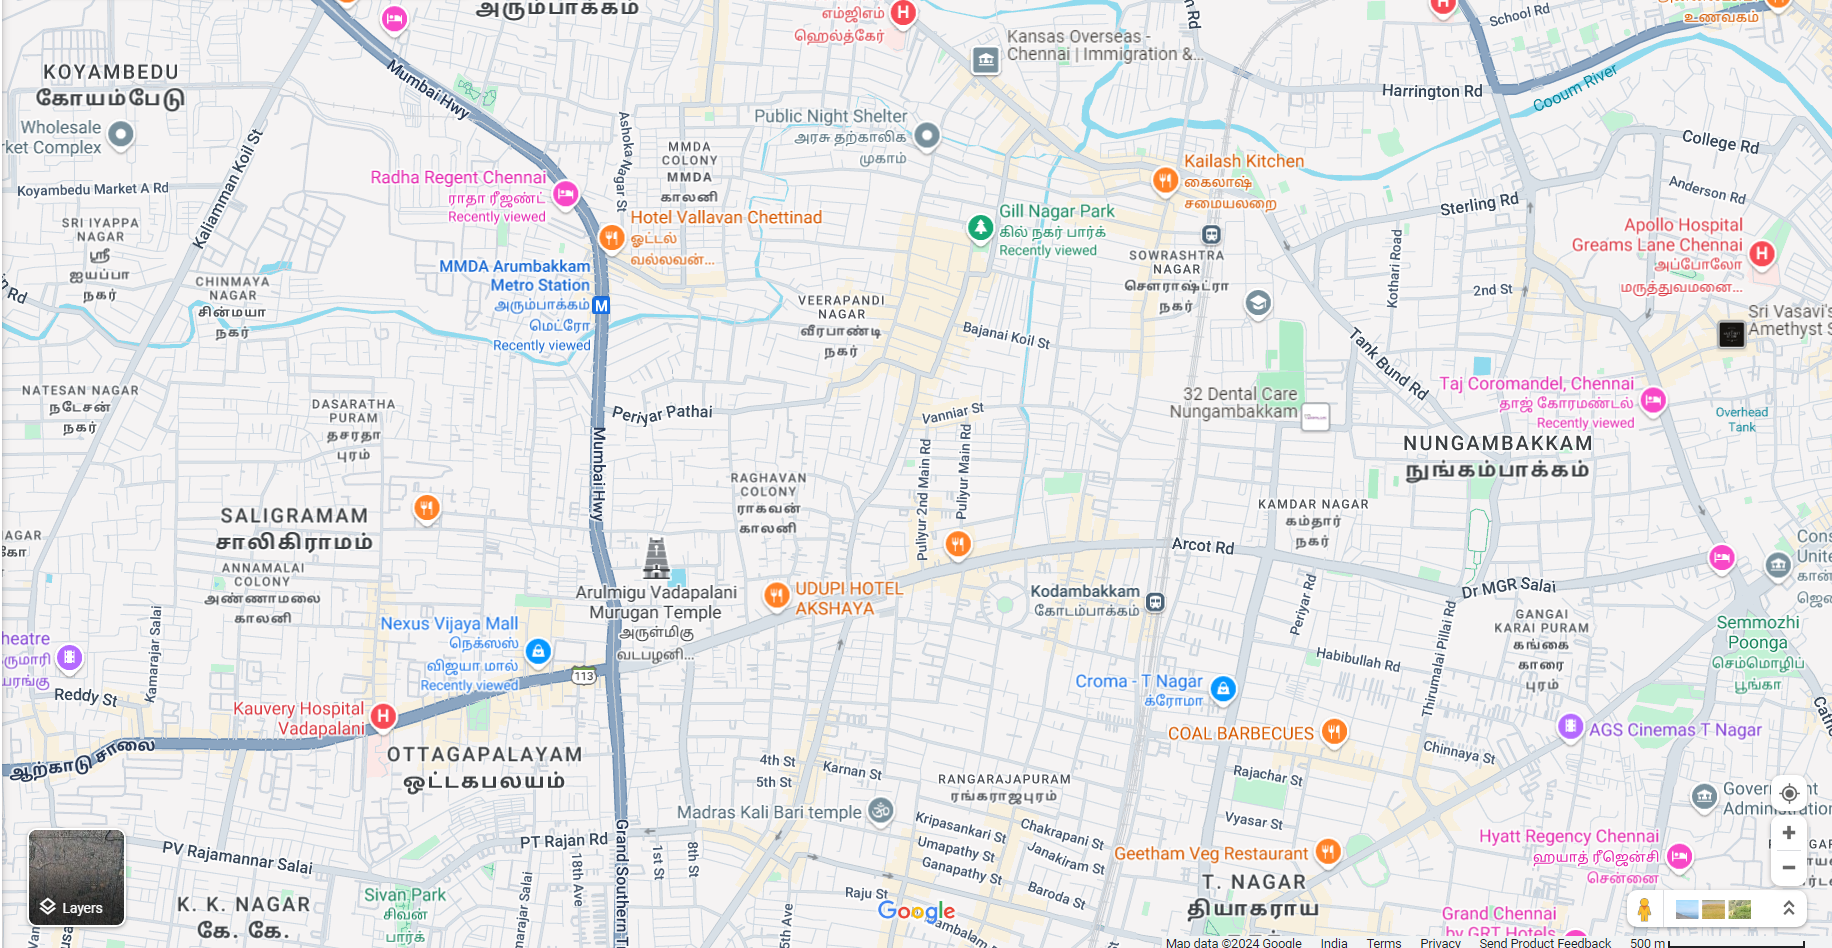 அரும்பாக்கம்
எம்ஜிஎம்
ஹெல்த்கேர்
Kansas Overseas -
Chennai | Immigration &...
School Rd
உணவகம்
KOYAMBEDU
கோயம்பேடு
Mumbai Hwy
Harrington Rd
Cooum River
Wholesale
rket Complex
Public Night Shelter
அரசு தற்காலிக
முகாம்
Ashoka Nagar St
MMDA
COLONY
MMDA
காலனி
College Rd
Kailash Kitchen
கைலாஷ்
சமையலறை
Koyambedu Market A Rd
Kaliamman Koil St
Radha Regent Chennai
ராதா ரீஜண்ட்
Recently viewed
Anderson Rd
Sterling Rd
Hotel Vallavan Chettinad
ஓட்டல்
வல்லவன்...
Gill Nagar Park
கில் நகர் பார்க்
Recently viewed
SRI IYAPPA
NAGAR
ஸ்ரீ
ஐயப்பா
நகர்
Apollo Hospital
Greams Lane Chennai
அப்போலோ
மருத்துவமனை...
SOWRASHTRA
NAGAR
சௌராஷ்ட்ரா
நகர்
Kothari Road
MMDA Arumbakkam
Metro Station
அரும்பாக்கம்
மெட்ரோ
Recently viewed
M
CHINMAYA
NAGAR
சின்மயா
நகர்
2nd St
VEERAPANDI
NAGAR
வீரபாண்டி
நகர்
Bajanai Koil St
Sri Vasavi's
Amethyst S
Tank Bund Rd
NATESAN NAGAR
நடேசன்
நகர்
DASARATHA
PURAM
தசரதா
புரம்
Periyar Pathai
Vanniar St
32 Dental Care
Nungambakkam
Taj Coromandel, Chennai
தாஜ் கோரமண்டல்
Recently viewed
Overhead
Tank
NUNGAMBAKKAM
நுங்கம்பாக்கம்
Mumbai Hwy
Puliyur 2nd Main Rd
Puliyur Main Rd
RAGHAVAN
COLONY
ராகவன்
காலனி
KAMDAR NAGAR
கம்தார்
நகர்
SALIGRAMAM
சாலிகிராமம்
AGAR
கோ
ANNAMALAI
COLONY
அண்ணாமலை
காலனி
Arcot Rd
Dr MGR Salai
Arulmigu Vadapalani
Murugan Temple
அருள்மிகு
வடபழனி...
UDUPI HOTEL
AKSHAYA
Kodambakkam
கோடம்பாக்கம்
Periyar Rd
Thirumalai Pillai Rd
GANGAI
KARAI PURAM
கங்கை
காரை
புரம்
Semmozhi
Poonga
செம்மொழிப்
பூங்கா
Nexus Vijaya Mall
நெக்ஸஸ்
விஜயா மால்
Recently viewed
heatre
Kamarajar Salai
Reddy St
113
Habibullah Rd
Croma - T Nagar
க்ரோமா
Kauvery Hospital
Vadapalani
COAL BARBECUES
AGS Cinemas T Nagar
Chinnaya St
ஆற்காடு சாலை
OTTAGAPALAYAM
ஒட்டகபலயம்
4th St
5th St
Karnan St
RANGARAJAPURAM
ரங்கராஜபுரம்
Rajachar St
Madras Kali Bari temple
Vyasar St
PV Rajamannar Salai
PT Rajan Rd
Grand Southern T
Kripasankari St
Umapathy St
Ganapathy St
Chakrapani St
Janakiram St
Baroda St
Geetham Veg Restaurant
Hyatt Regency Chennai
ஹயாத் ரீஜென்சி
சென்னை
18th Ave
1st St
8th St
5th Ave
Raju St
T. NAGAR
தியாகராய
Sivan Park
சிவன்
பார்க்
K. K. NAGAR
கே. கே.
Layers
Google
Grand Chennai
by GRT Hotels
Map data ©2024 Google
India
Terms
Privacy
Send Product Feedback
500 m